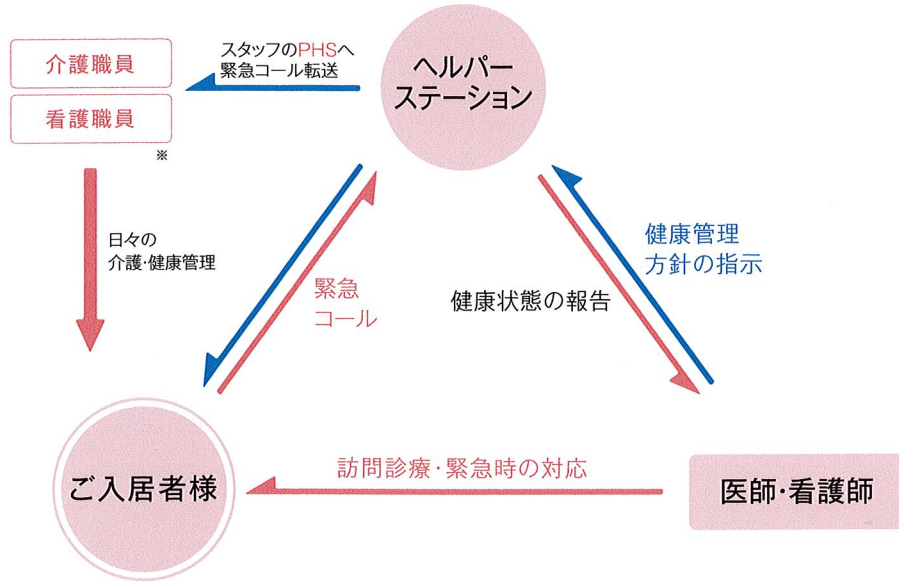 介護職員
看護職員
※
スタッフのPHSへ
緊急コール転送
ヘルパー
ステーション
日々の
介護・健康管理
緊急
コール
健康状態の報告
健康管理
方針の指示
訪問診療・緊急時の対応
ご入居者様
医師・看護師